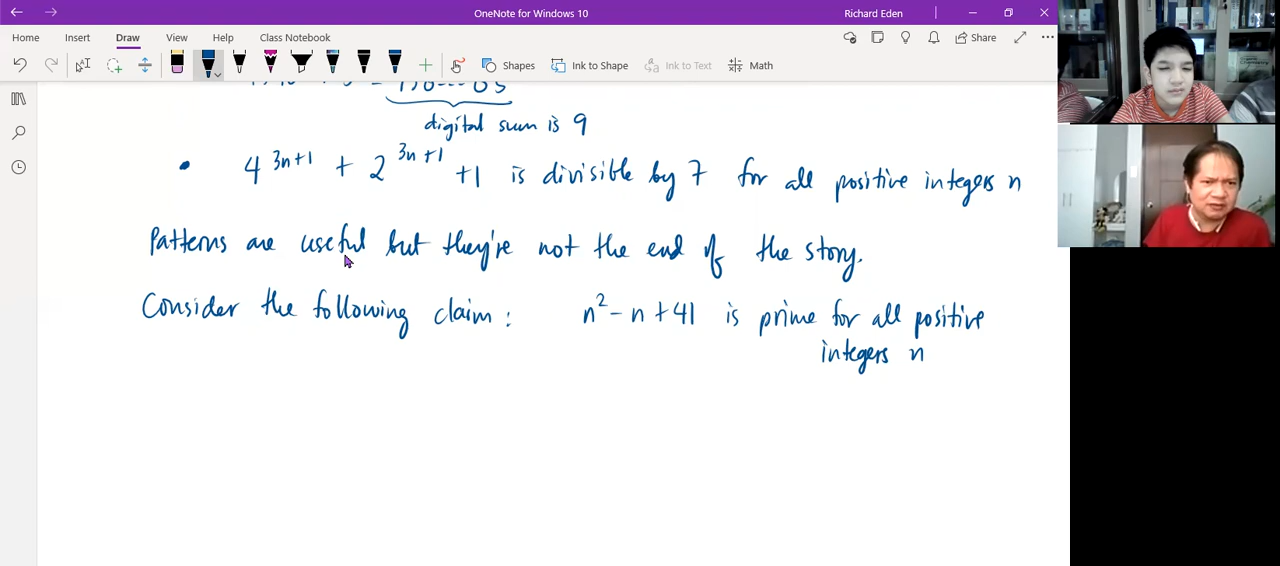 OneNote for Windows 10
Richard Eden
Home Insert Draw View Help Class Notebook
Share
Shapes Ink to Shape Ink to Text Math
digital sum is 9
• 4^{3n+1} + 2^{3n+1} + 1 is divisible by 7 for all positive integers n
Patterns are useful but they're not the end of the story.
Consider the following claim: n² - n + 41 is prime for all positive
integers n